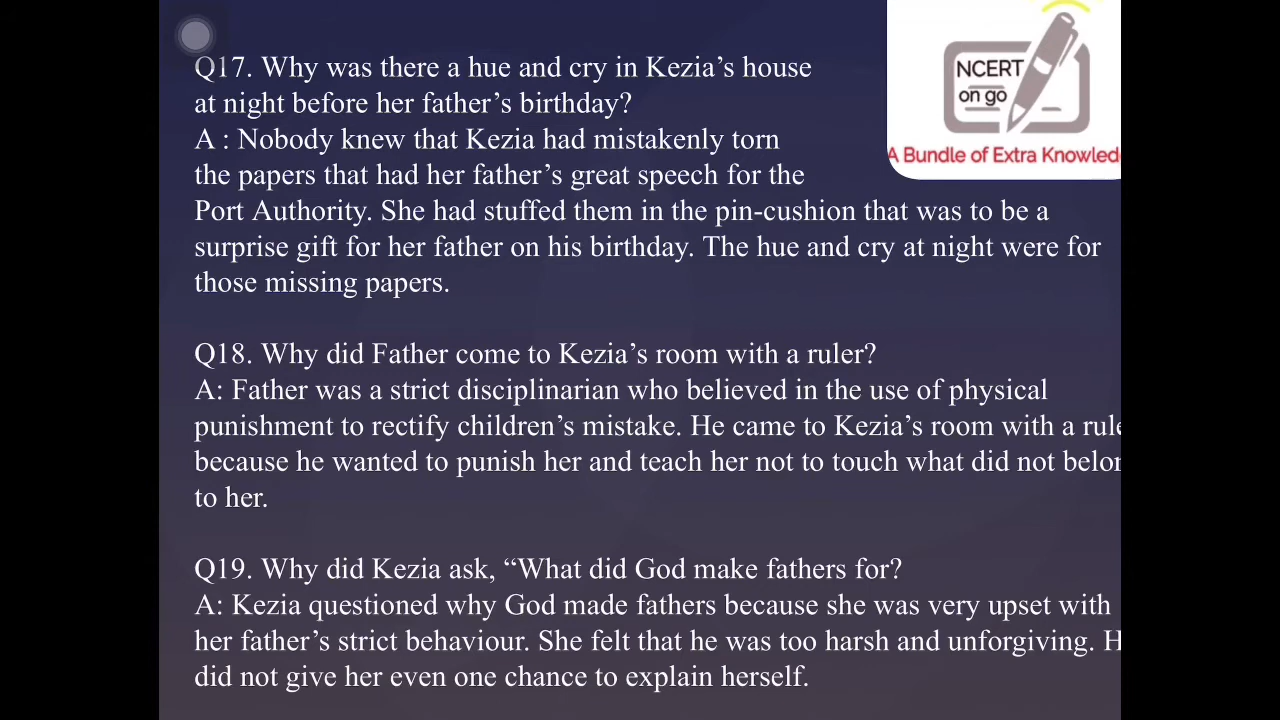 Q17. Why was there a hue and cry in Kezia’s house
at night before her father’s birthday?
A : Nobody knew that Kezia had mistakenly torn
the papers that had her father’s great speech for the
Port Authority. She had stuffed them in the pin-cushion that was to be a
surprise gift for her father on his birthday. The hue and cry at night were for
those missing papers.
Q18. Why did Father come to Kezia’s room with a ruler?
A: Father was a strict disciplinarian who believed in the use of physical
punishment to rectify children’s mistake. He came to Kezia’s room with a
because he wanted to punish her and teach her not to touch what did not
to her.
Q19. Why did Kezia ask, “What did God make fathers for?
A: Kezia questioned why God made fathers because she was very upset with
her father’s strict behaviour. She felt that he was too harsh and unforgiving.
did not give her even one chance to explain herself.
NCERT
on go
A Bundle of Extra